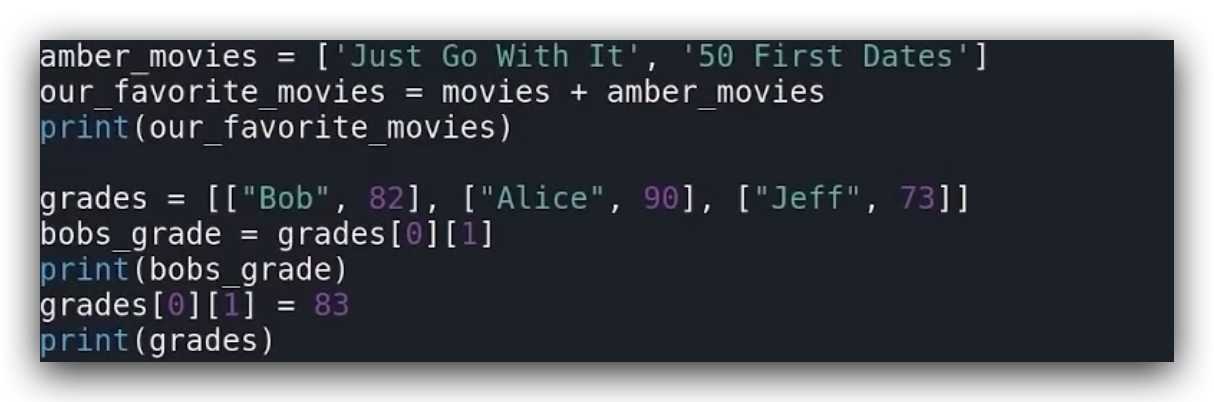 amber_movies = ['Just Go With It', '50 First Dates']
our_favorite_movies = movies + amber_movies
print(our_favorite_movies)
grades = [["Bob", 82], ["Alice", 90], ["Jeff", 73]]
bobs_grade = grades[0][1]
print(bobs_grade)
grades[0][1] = 83
print(grades)